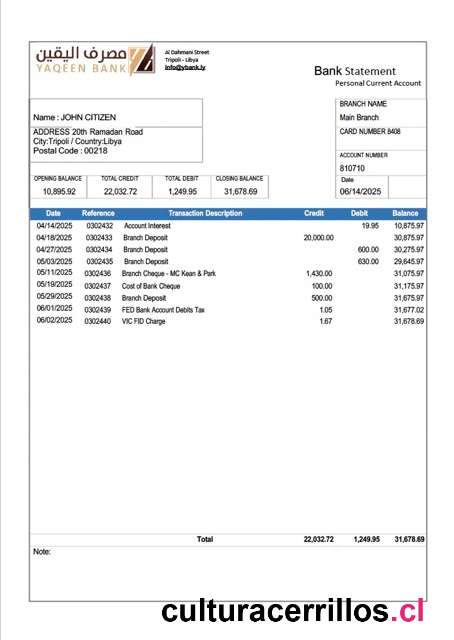 مصرف اليقين
YAQEEN BANK
Al Dahmani Street
Tripoli - Libya
info@ybank.ly
Bank Statement
Personal Current Account
Name : JOHN CITIZEN
ADDRESS 20th Ramadan Road
City:Tripoli / Country:Libya
Postal Code : 00218
BRANCH NAME
Main Branch
CARD NUMBER 8408
ACCOUNT NUMBER
810710
OPENING BALANCE TOTAL CREDIT TOTAL DEBIT CLOSING BALANCE Date
10,895.92 22,032.72 1,249.95 31,678.69 06/14/2025
Date Reference Transaction Description Credit Debit Balance
04/14/2025 0302432 Account Interest 19.95 10,875.97
04/18/2025 0302433 Branch Deposit 20,000.00 30,875.97
04/27/2025 0302434 Branch Deposit 600.00 30,275.97
05/03/2025 0302435 Branch Deposit 630.00 29,645.97
05/11/2025 0302436 Branch Cheque - MC Kean & Park 1,430.00 31,075.97
05/19/2025 0302437 Cost of Bank Cheque 100.00 31,175.97
05/29/2025 0302438 Branch Deposit 500.00 31,675.97
06/01/2025 0302439 FED Bank Account Debits Tax 1.05 31,677.02
06/02/2025 0302440 VIC FID Charge 1.67 31,678.69
Total 22,032.72 1,249.95 31,678.69
Note:
culturacerrillos.cl